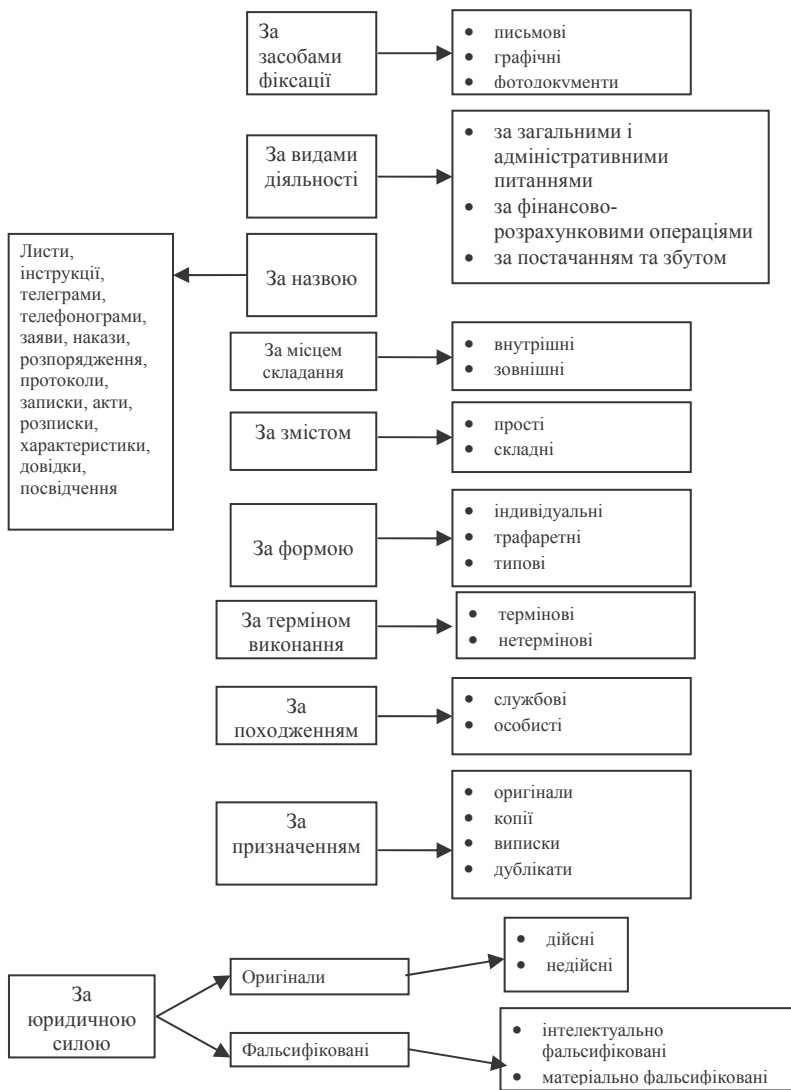 За
засобами
фіксації
• письмові
• графічні
• фотодокументи
За видами
діяльності
• за загальними і
адміністративними
питаннями
• за фінансово-
розрахунковими операціями
• за постачанням та збутом
За назвою
Листи,
інструкції,
телеграми,
телефонограми,
заяви, накази,
розпорядження,
протоколи,
записки, акти,
розписки,
характеристики,
довідки,
посвідчення
За місцем
складання
• внутрішні
• зовнішні
За змістом
• прості
• складні
За формою
• індивідуальні
• трафаретні
• типові
За терміном
виконання
• термінові
• нетермінові
За
походженням
• службові
• особисті
За
призначенням
• оригінали
• копії
• виписки
• дублікати
За
юридичною
силою
Оригінали
• дійсні
• недійсні
Фальсифіковані
• інтелектуально
фальсифіковані
• матеріально фальсифіковані